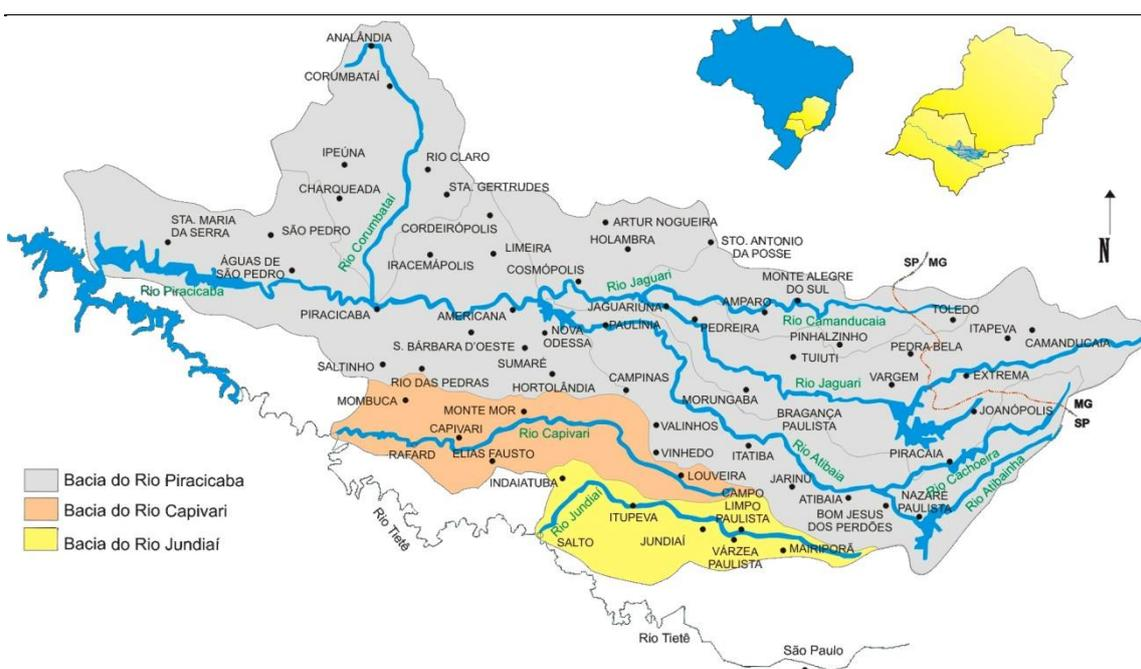 ANALÂNDIA
CORUMBATAÍ
IPEÚNA
RIO CLARO
CHARQUEADA
STA. GERTRUDES
Rio Corumbataí
STA. MARIA
DA SERRA
SÃO PEDRO
CORDEIRÓPOLIS
LIMEIRA
IRACEMÁPOLIS
ÁGUAS DE
SÃO PEDRO
Rio Piracicaba
PIRACICABA
ARTUR NOGUEIRA
HOLAMBRA
STO. ANTONIO
DA POSSE
COSMÓPOLIS
Rio Jaguari
MONTE ALEGRE
DO SUL
SP MG
N
JAGUARIÚNA
AMPARO
Rio Camanducaia
TOLEDO
ITAPEVA
CAMANDUCAIA
AMERICANA
PAULÍNIA
PEDREIRA
PINHALZINHO
PEDRA-BELA
NOVA
ODESSA
S. BÁRBARA D'OESTE
SUMARÉ
TUIUTI
SALTINHO
RIO DAS PEDRAS
HORTOLÂNDIA
CAMPINAS
MORUNGABA
Rio Jaguari
VARGEM
EXTREMA
MG
SP
MOMBUCA
MONTE MOR
BRAGANÇA
PAULISTA
JOANÓPOLIS
CAPIVARI
Rio Capivari
VALINHOS
Rio Atibaia
RAFARD
ELIAS FAUSTO
VINHEDO
ITATIBA
PIRACAIA
Rio Cachoeira
Rio Atibainha
INDAIATUBA
LOUVEIRA
JARINU
ATIBAIA
NAZARÉ
PAULISTA
BOM JESUS
DOS PERDÕES
CAMPO
LIMPO
PAULISTA
Rio Jundiaí
ITUPEVA
SALTO
JUNDIAÍ
VÁRZEA
PAULISTA
MAIRIPORÃ
Rio Tietê
Rio Tietê
São Paulo
Bacia do Rio Piracicaba
Bacia do Rio Capivari
Bacia do Rio Jundiaí